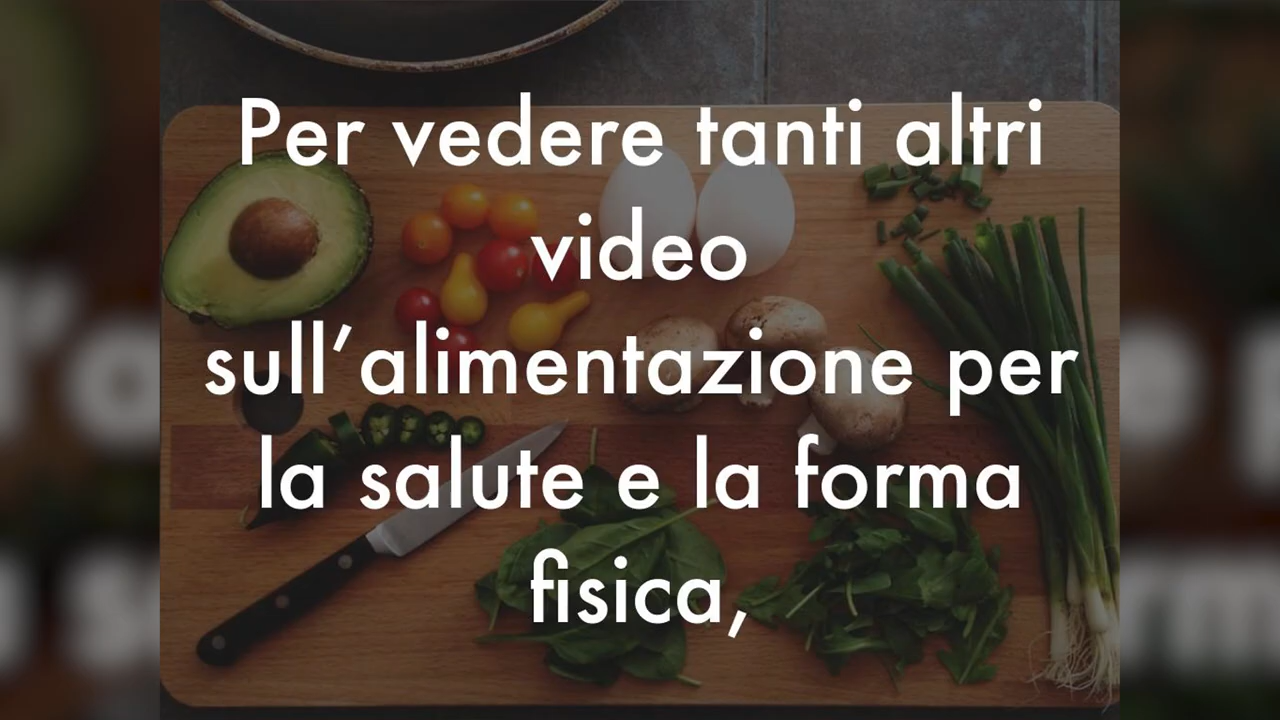 Per vedere tanti altri
video
sull’alimentazione per
la salute e la forma
fisica,